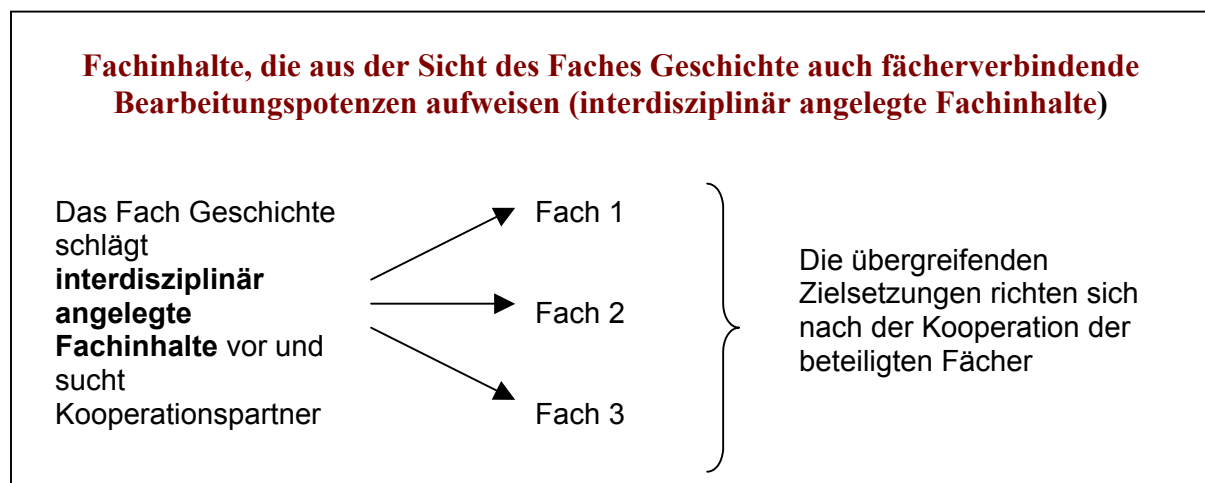 Fachinhalte, die aus der Sicht des Faches Geschichte auch fächerverbindende
Bearbeitungspotenzen aufweisen (interdisziplinär angelegte Fachinhalte)
Das Fach Geschichte
schlägt
interdisziplinär
angelegte
Fachinhalte vor und
sucht
Kooperationspartner
Fach 1
Fach 2
Fach 3
Die übergreifenden
Zielsetzungen richten sich
nach der Kooperation der
beteiligten Fächer